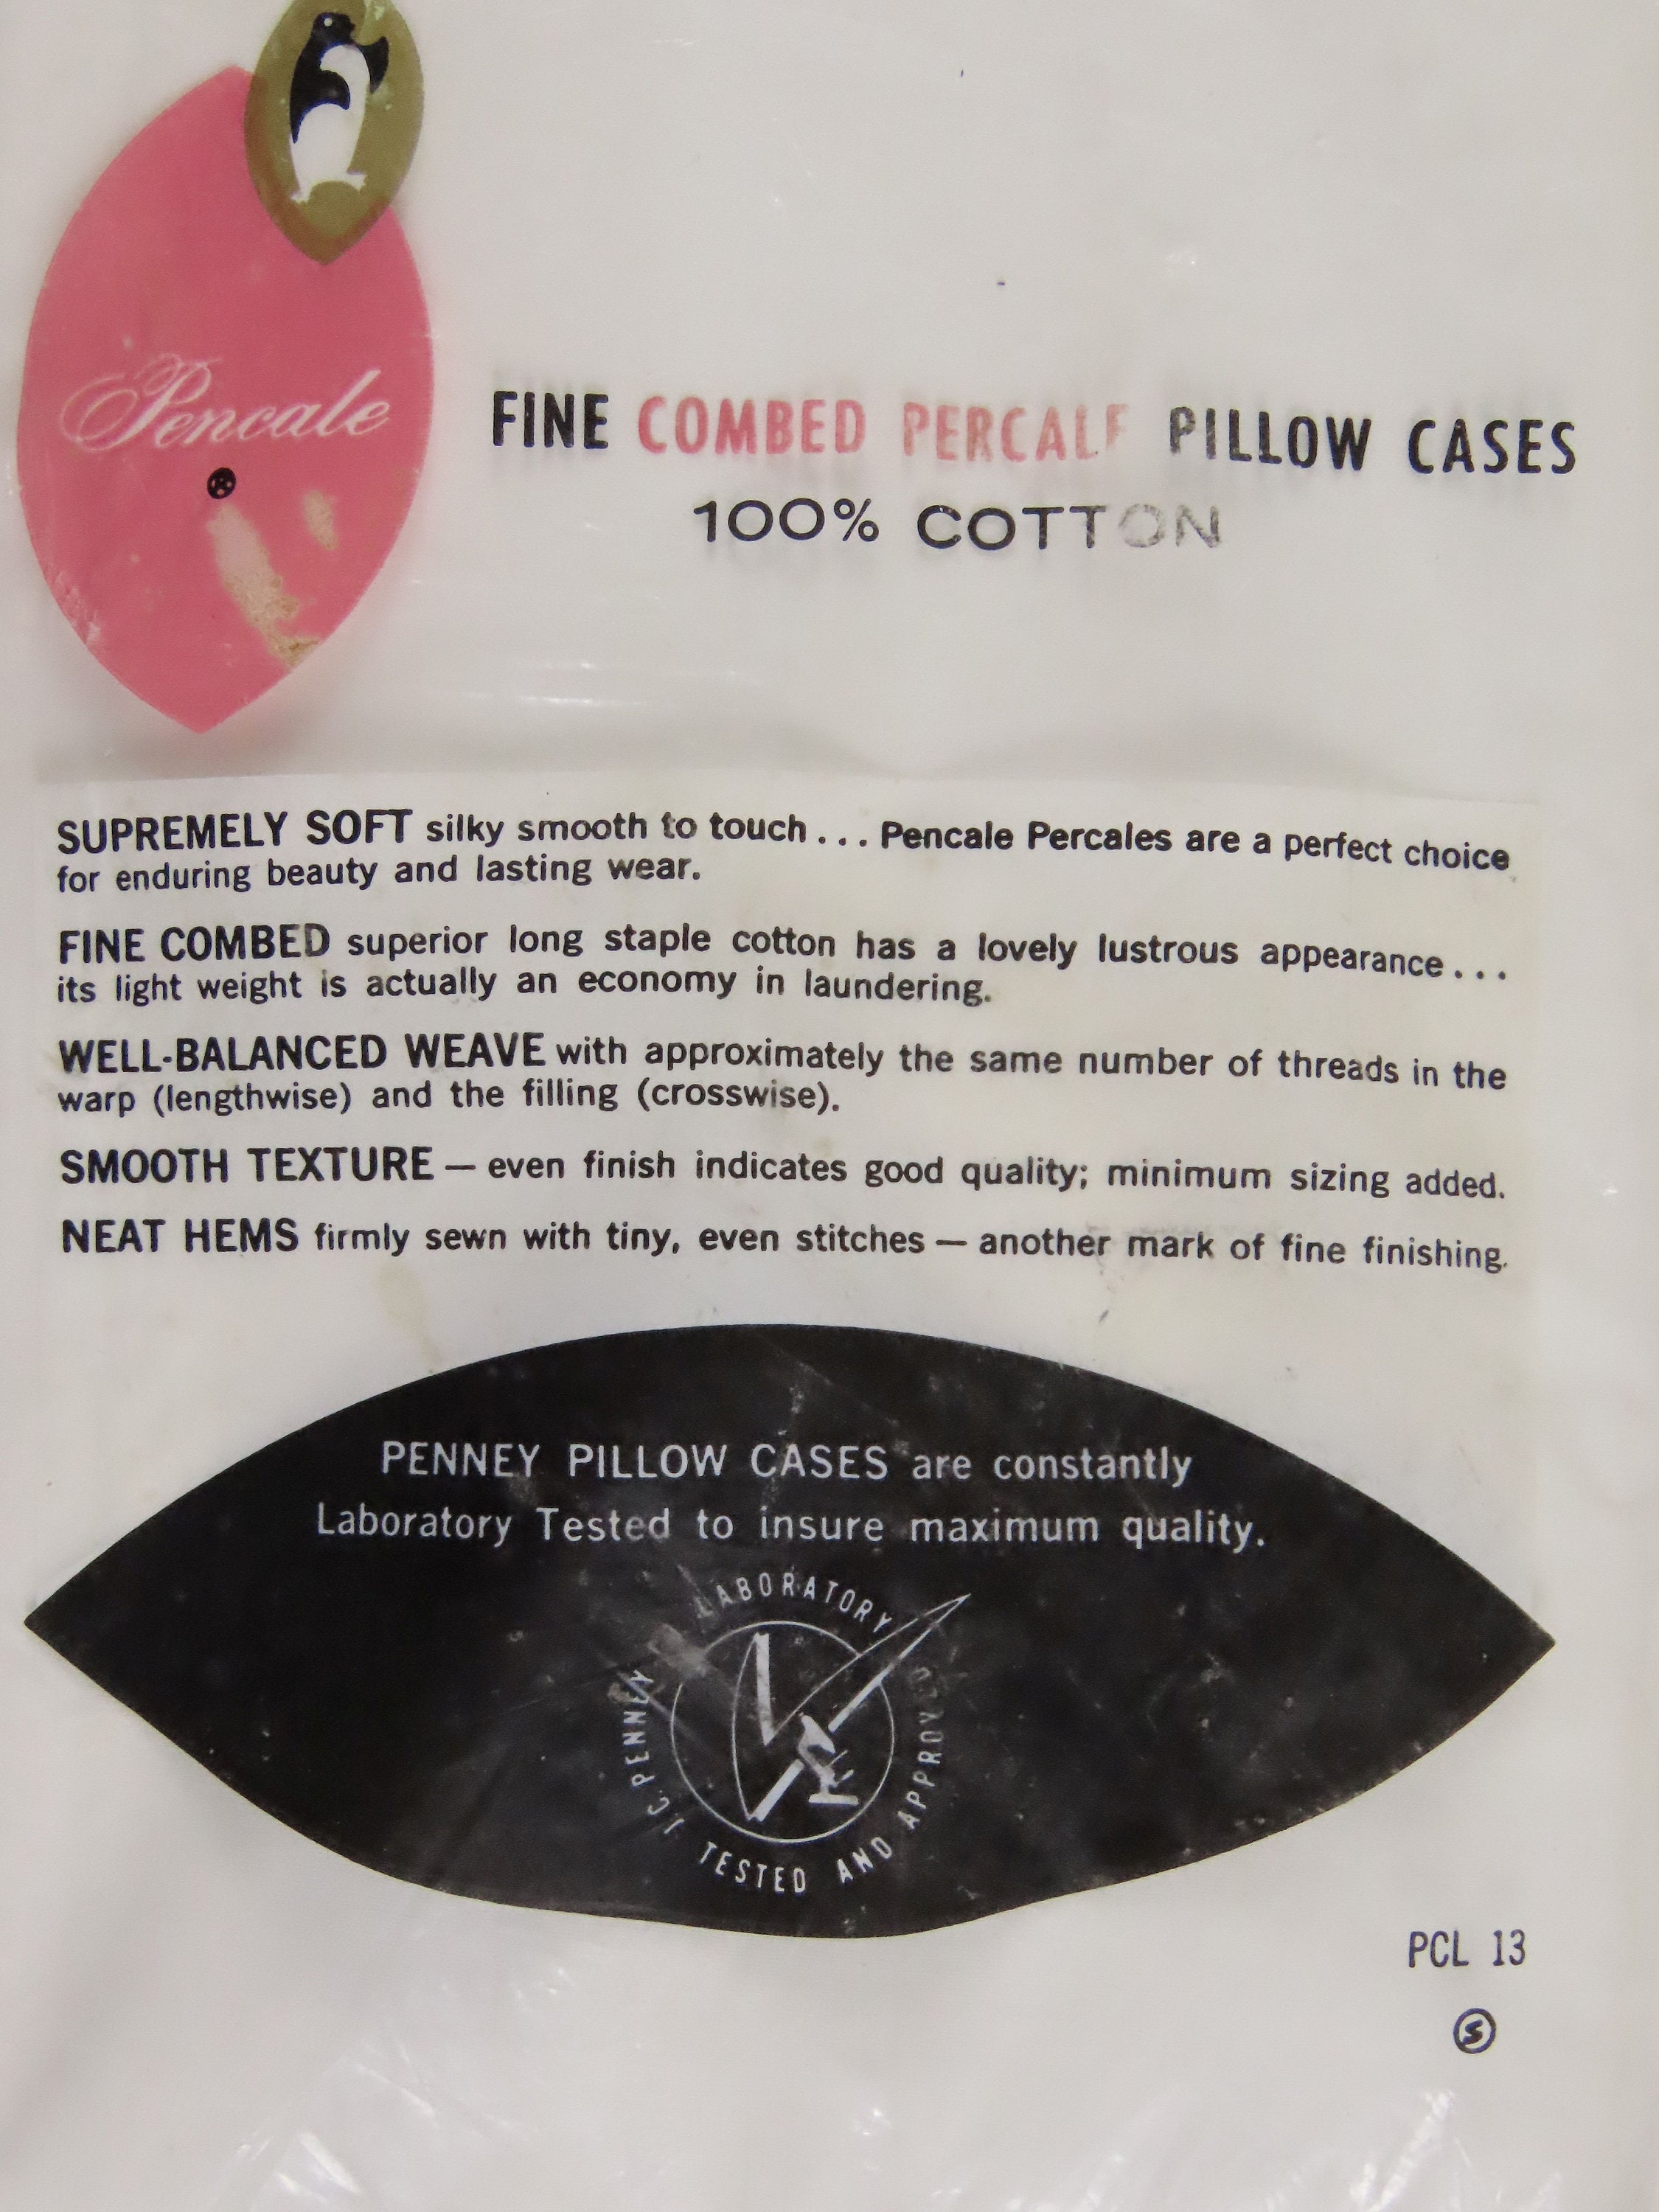 Pencale
®
FINE COMBED PERCALE PILLOW CASES
100% COTTON
SUPREMELY SOFT silky smooth to touch... Pencale Percales are a perfect choice
for enduring beauty and lasting wear.
FINE COMBED superior long staple cotton has a lovely lustrous appearance...
its light weight is actually an economy in laundering.
WELL-BALANCED WEAVE with approximately the same number of threads in the
warp (lengthwise) and the filling (crosswise).
SMOOTH TEXTURE — even finish indicates good quality; minimum sizing added.
NEAT HEMS firmly sewn with tiny, even stitches — another mark of fine finishing.
PENNEY PILLOW CASES are constantly
Laboratory Tested to insure maximum quality.
J.C. PENNEY LABORATORY
TESTED AND APPROVED
PCL 13
Ⓢ